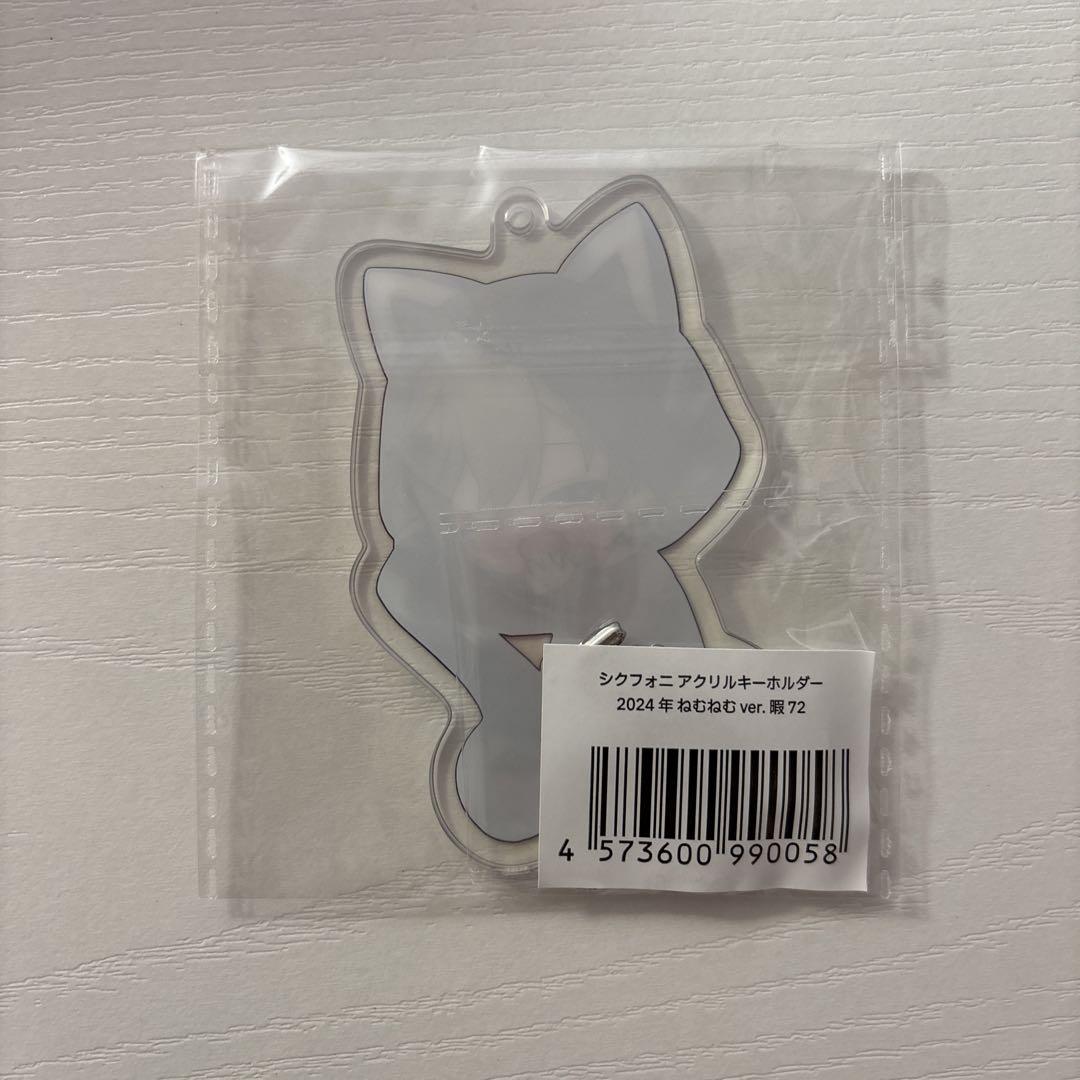 シクフォニ アクリルキーホルダー
2024 年 ねむねむ ver. 暇 72
4 573600 990058